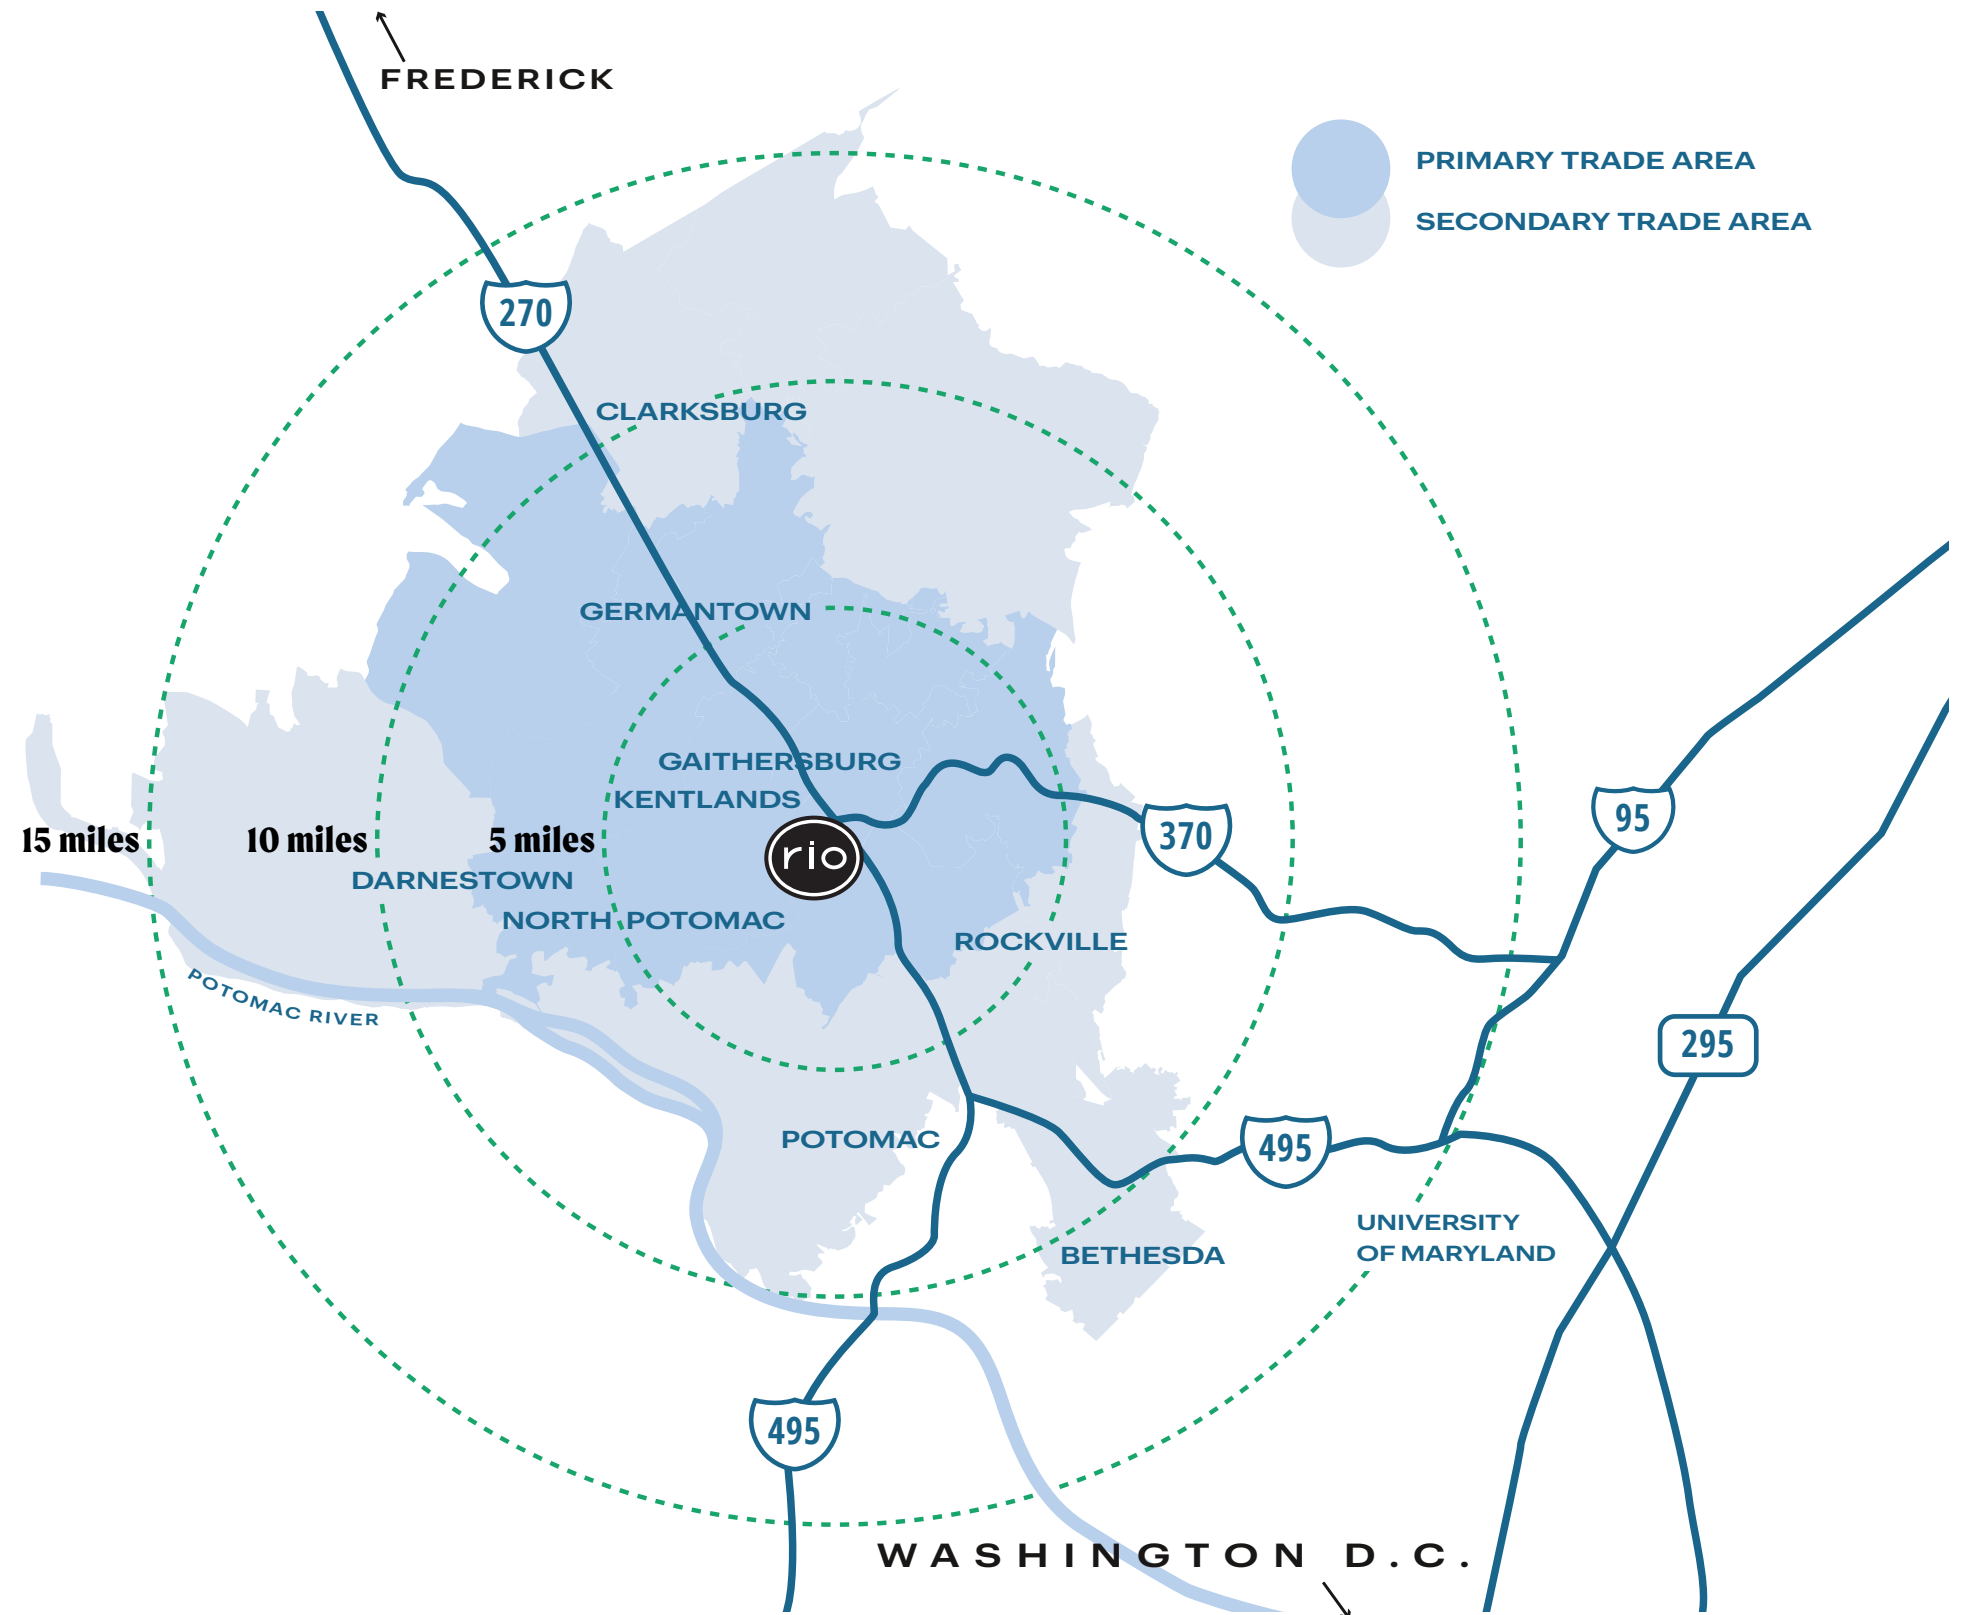 FREDERICK
PRIMARY TRADE AREA
SECONDARY TRADE AREA
270
CLARKSBURG
GERMANTOWN
GAITHERSBURG
KENTLANDS
370
95
15 miles
10 miles
5 miles
rio
DARNESTOWN
NORTH POTOMAC
ROCKVILLE
POTOMAC RIVER
295
POTOMAC
495
UNIVERSITY
OF MARYLAND
BETHESDA
495
WASHINGTON D.C.